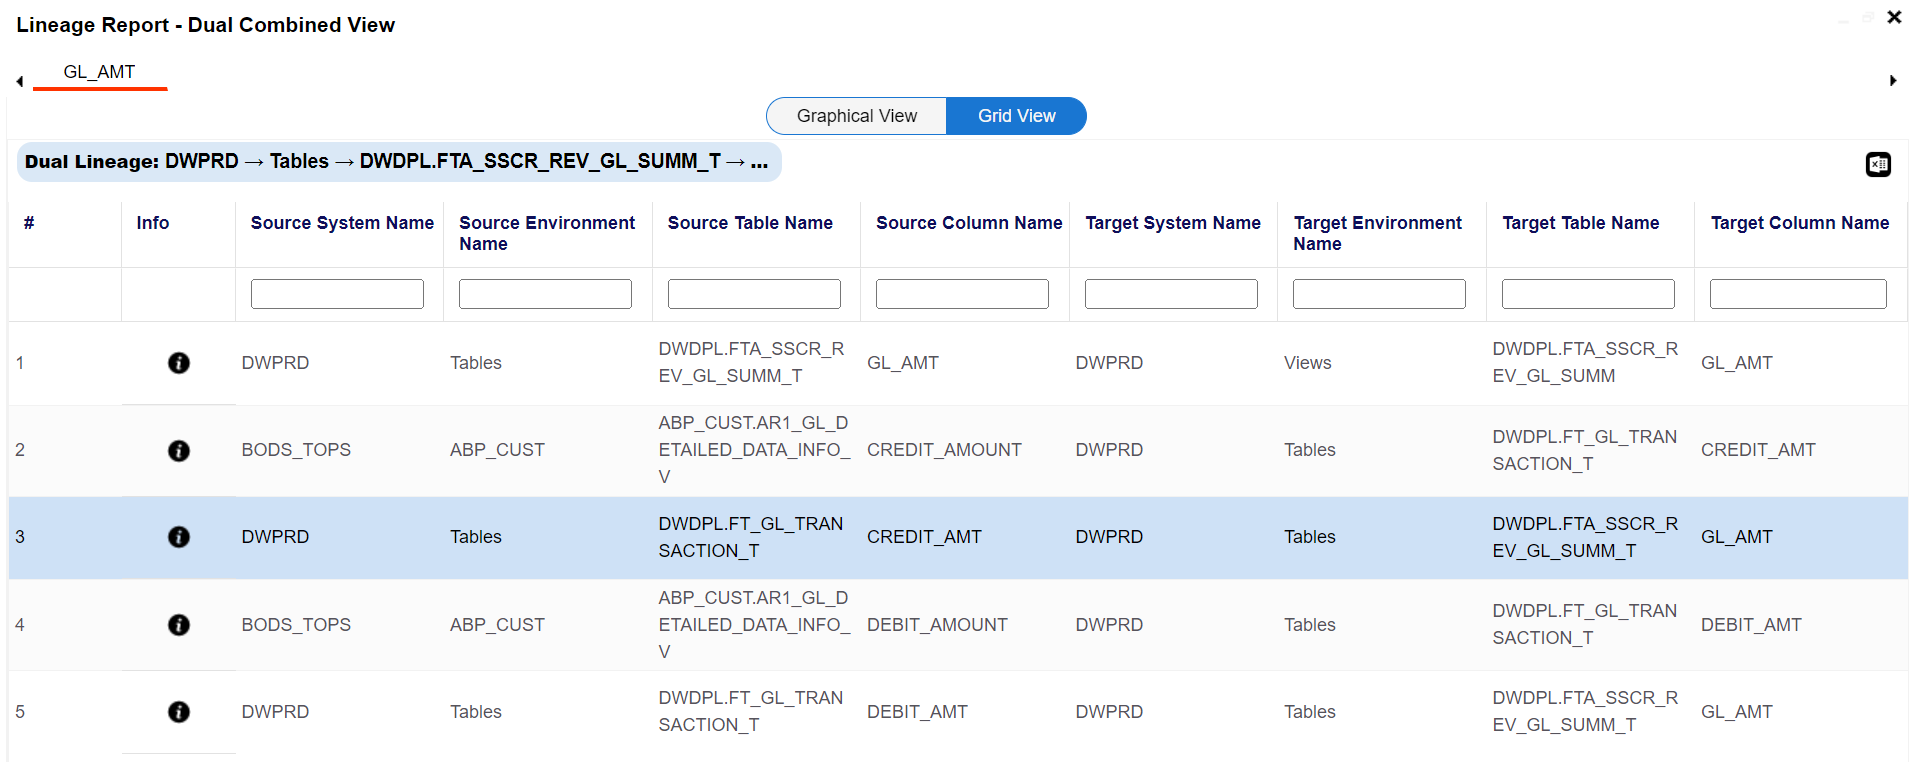 Lineage Report - Dual Combined View
GL_AMT
Graphical View
Grid View
Dual Lineage: DWPRD → Tables → DWDPL.FTA_SSCR_REV_GL_SUMM_T → ...
# Info Source System Name Source Environment Name Source Table Name Source Column Name Target System Name Target Environment Name Target Table Name Target Column Name
1 DWPRD Tables DWDPL.FTA_SSCR_R
EV_GL_SUMM_T GL_AMT DWPRD Views DWDPL.FTA_SSCR_R
EV_GL_SUMM GL_AMT
2 BODS_TOPS ABP_CUST ABP_CUST.AR1_GL_D
ETAILED_DATA_INFO_
V CREDIT_AMOUNT DWPRD Tables DWDPL.FT_GL_TRAN
SACTION_T CREDIT_AMT
3 DWPRD Tables DWDPL.FT_GL_TRAN
SACTION_T CREDIT_AMT DWPRD Tables DWDPL.FTA_SSCR_R
EV_GL_SUMM_T GL_AMT
4 BODS_TOPS ABP_CUST ABP_CUST.AR1_GL_D
ETAILED_DATA_INFO_
V DEBIT_AMOUNT DWPRD Tables DWDPL.FT_GL_TRAN
SACTION_T DEBIT_AMT
5 DWPRD Tables DWDPL.FT_GL_TRAN
SACTION_T DEBIT_AMT DWPRD Tables DWDPL.FTA_SSCR_R
EV_GL_SUMM_T GL_AMT